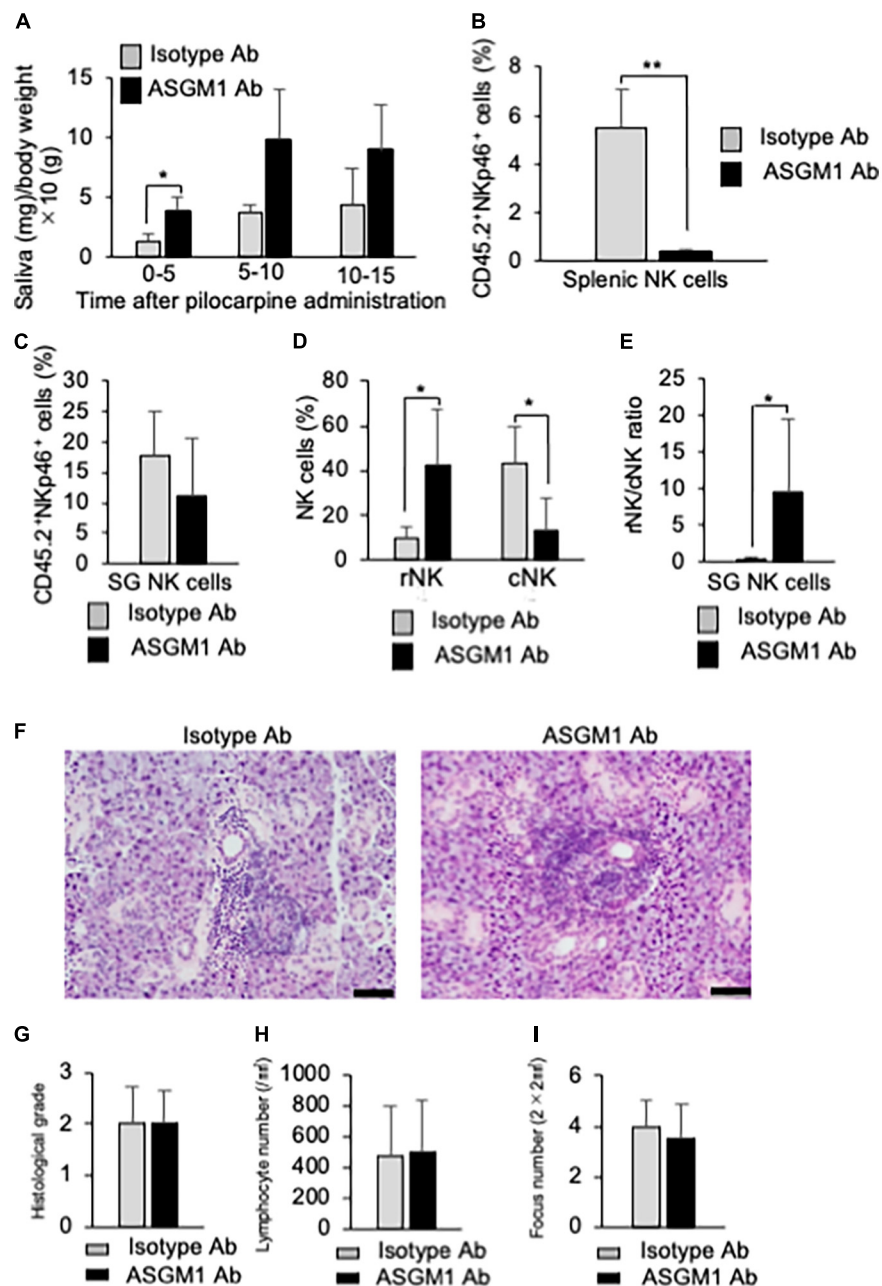 A
Isotype Ab
ASGM1 Ab
Saliva (mg)/body weight
× 10 (g)
15
10
5
0
*
0-5
5-10
10-15
Time after pilocarpine administration
B
CD45.2⁺NKp46⁺ cells (%)
8
6
4
2
0
**
Isotype Ab
ASGM1 Ab
Splenic NK cells
C
CD45.2⁺NKp46⁺ cells (%)
30
25
20
15
10
5
0
SG NK cells
Isotype Ab
ASGM1 Ab
D
NK cells (%)
80
60
40
20
0
*
*
rNK
cNK
Isotype Ab
ASGM1 Ab
E
rNK/cNK ratio
25
20
15
10
5
0
*
SG NK cells
Isotype Ab
ASGM1 Ab
F
Isotype Ab
ASGM1 Ab
G
Histological grade
3
2
1
0
Isotype Ab
ASGM1 Ab
H
Lymphocyte number (/㎟)
1000
800
600
400
200
0
Isotype Ab
ASGM1 Ab
I
Focus number (2 × 2㎟)
6
4
2
0
Isotype Ab
ASGM1 Ab